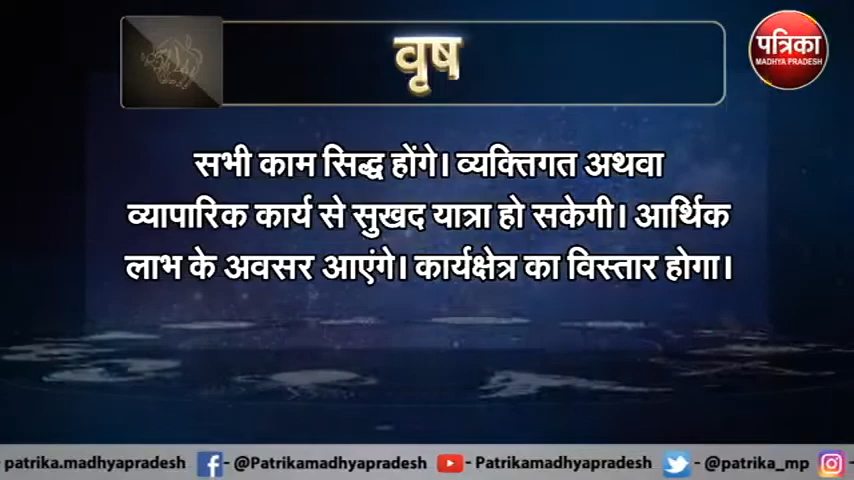 वृष
पत्रिका
MADHYA PRADESH
सभी काम सिद्ध होंगे। व्यक्तिगत अथवा
व्यापारिक कार्य से सुखद यात्रा हो सकेगी। आर्थिक
लाभ के अवसर आएंगे। कार्यक्षेत्र का विस्तार होगा।
- patrika.madhyapradesh - @Patrikamadhyapradesh - Patrikamadhyapradesh - @patrika_mp -